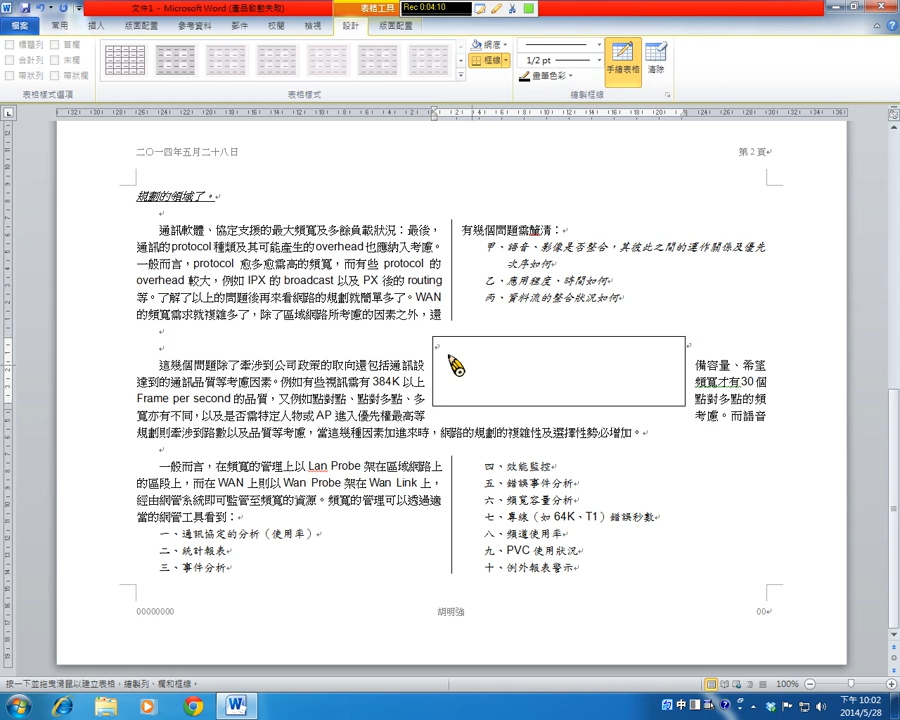 文件1 - Microsoft Word (產品啟動失敗)
表格工具
Rec 0:04:10
檔案 常用 插入 版面配置 參考資料 郵件 校閱 檢視 設計 版面配置
標題列 首欄
合計列 末欄
帶狀列 帶狀欄
表格樣式選項
表格樣式
網底
框線
1/2 pt
畫筆色彩
手繪表格
清除
繪製框線
二〇一四年五月二十八日
第 2 頁
規劃的領域了。
通訊軟體、協定支援的最大頻寬及多餘負載狀況：最後，
通訊的protocol種類及其可能產生的overhead也應納入考慮。
一般而言，protocol 愈多愈需高的頻寬，而有些 protocol 的
overhead 較大，例如 IPX 的 broadcast 以及 PX 後的 routing
等。了解了以上的問題後再來看網路的規劃就簡單多了。WAN
的頻寬需求就複雜多了，除了區域網路所考慮的因素之外，還
有幾個問題需釐清：
甲、語音、影像是否整合，其彼此之間的運作關係及優先
次序如何
乙、應用程度、時間如何
丙、資料流的整合狀況如何
這幾個問題除了牽涉到公司政策的取向還包括通訊設 備容量、希望
達到的通訊品質等考慮因素。例如有些視訊需有 384K 以上 頻寬才有30 個
Frame per second 的品質，又例如點對點、點對多點、多 點對多點的頻
寬亦有不同，以及是否需特定人物或 AP 進入優先權最高等 考慮。而語音
規劃則牽涉到路數以及品質等考慮，當這幾種因素加進來時，網路的規劃的複雜性及選擇性勢必增加。
一般而言，在頻寬的管理上以 Lan Probe 架在區域網路上
的區段上，而在 WAN 上則以 Wan Probe 架在 Wan Link 上，
經由網管系統即可監管至頻寬的資源。頻寬的管理可以透過適
當的網管工具看到：
一、通訊協定的分析（使用率）
二、統計報表
三、事件分析
四、效能監控
五、錯誤事件分析
六、頻寬容量分析
七、專線（如 64K、T1）錯誤秒數
八、頻道使用率
九、PVC 使用狀況
十、例外報表警示
00000000
胡明強
00
按一下並拖曳滑鼠以建立表格，繪製列、欄和框線。
100%
中
下午 10:02
2014/5/28